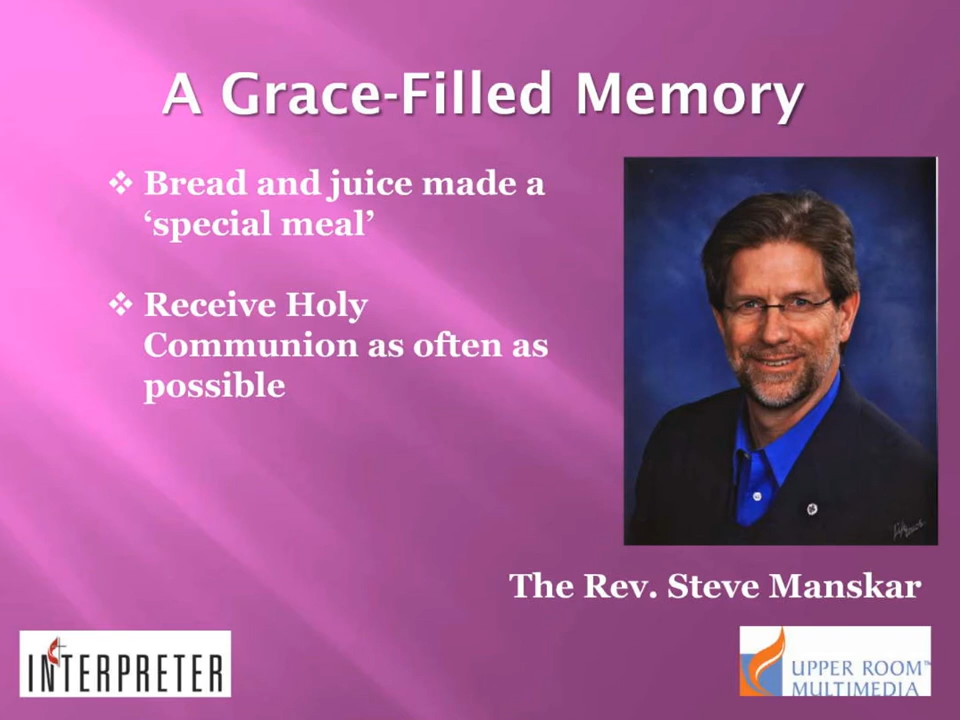 A Grace-Filled Memory
❖ Bread and juice made a
‘special meal’
❖ Receive Holy
Communion as often as
possible
The Rev. Steve Manskar
INTERPRETER
UPPER ROOM™
MULTIMEDIA